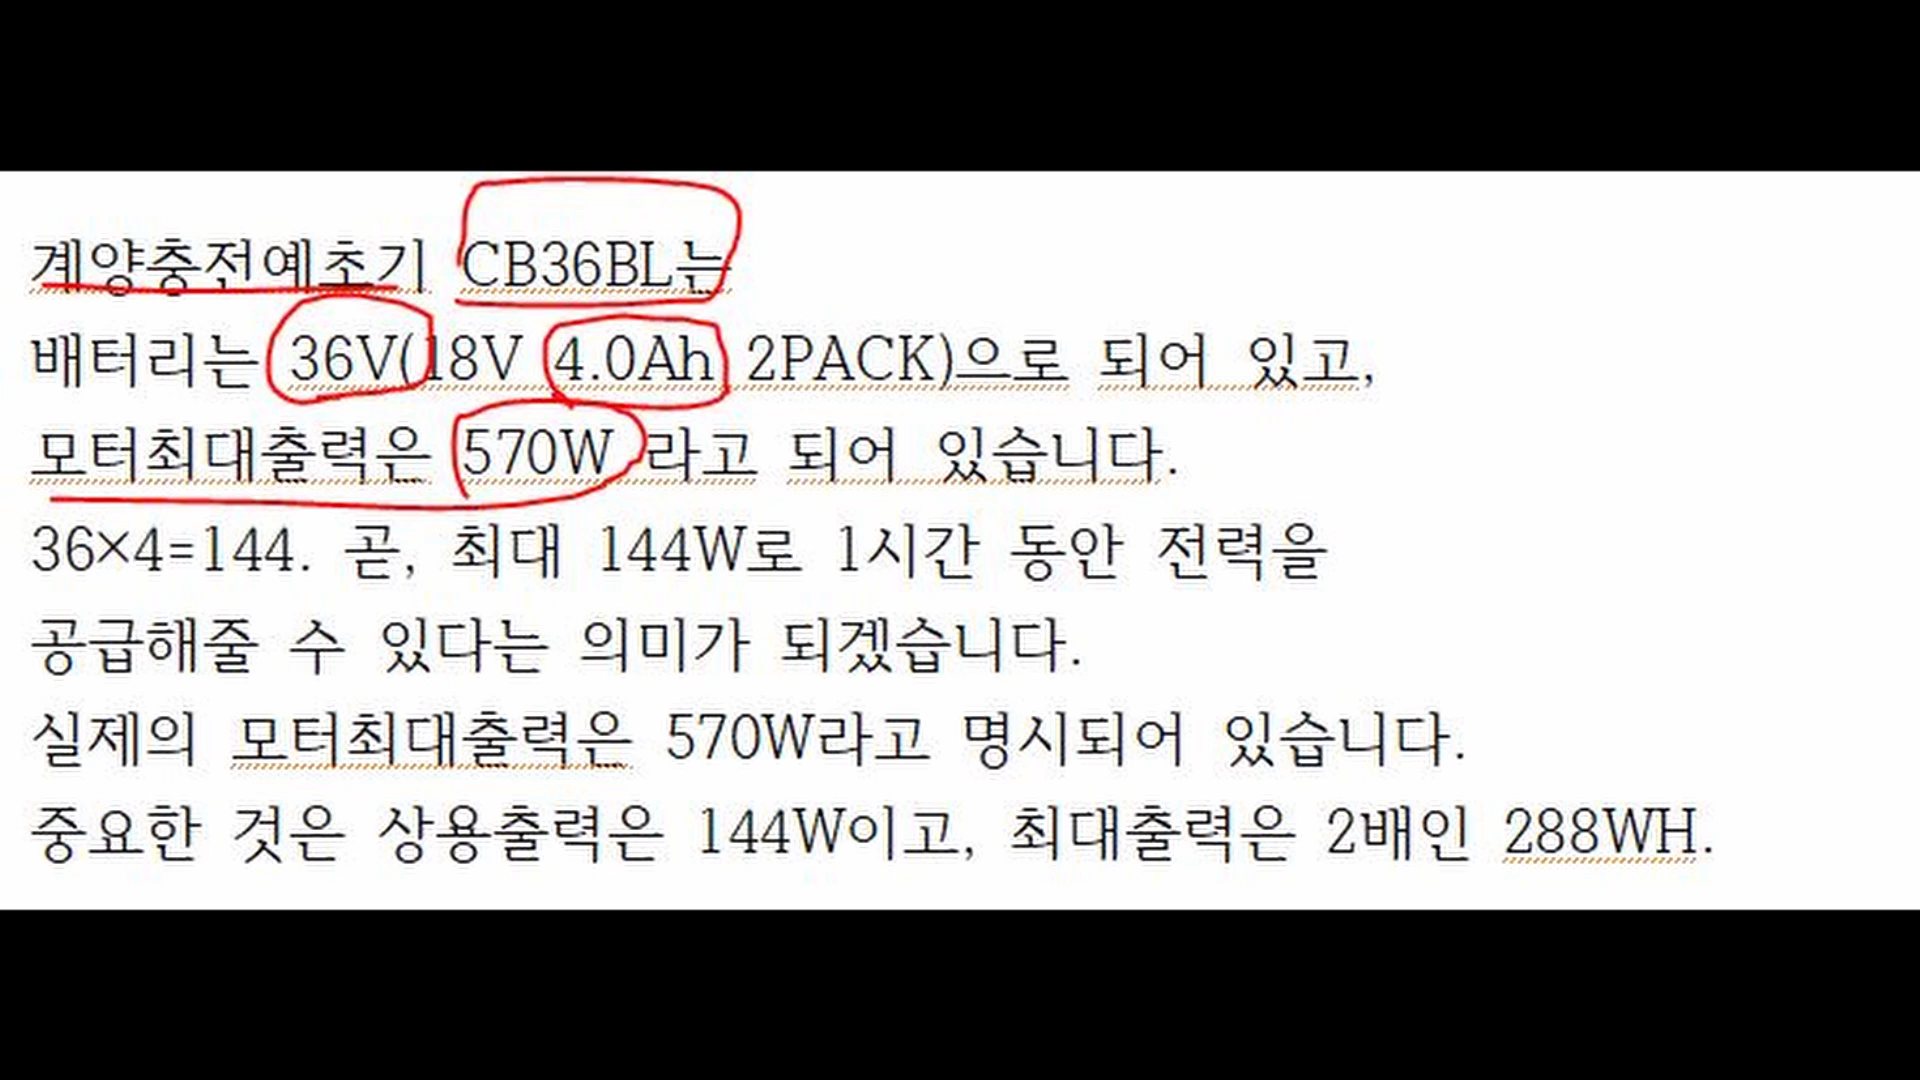 계양충전예초기 CB36BL는
배터리는 36V(18V 4.0Ah 2PACK)으로 되어 있고,
모터최대출력은 570W 라고 되어 있습니다.
36×4=144. 곧, 최대 144W로 1시간 동안 전력을
공급해줄 수 있다는 의미가 되겠습니다.
실제의 모터최대출력은 570W라고 명시되어 있습니다.
중요한 것은 상용출력은 144W이고, 최대출력은 2배인 288WH.